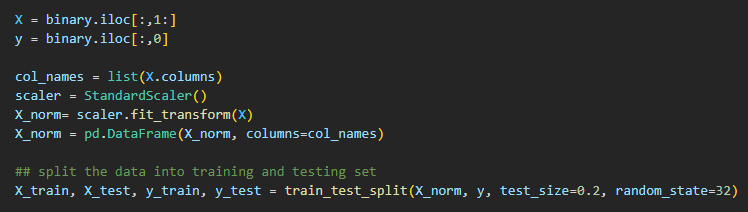 X = binary.iloc[:,1:]
y = binary.iloc[:,0]
col_names = list(X.columns)
scaler = StandardScaler()
X_norm= scaler.fit_transform(X)
X_norm = pd.DataFrame(X_norm, columns=col_names)
## split the data into training and testing set
X_train, X_test, y_train, y_test = train_test_split(X_norm, y, test_size=0.2, random_state=32)